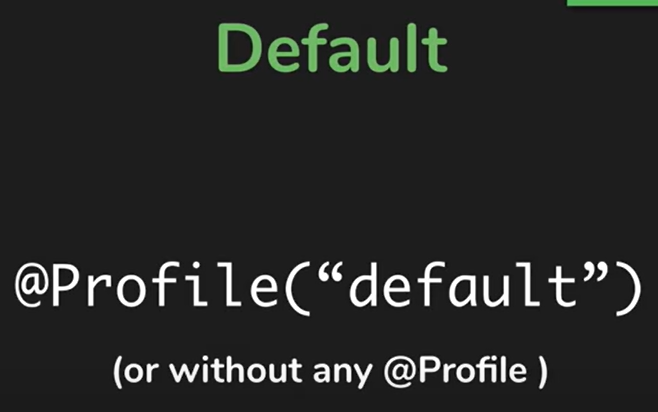 Default
@Profile(“default”)
(or without any @Profile )